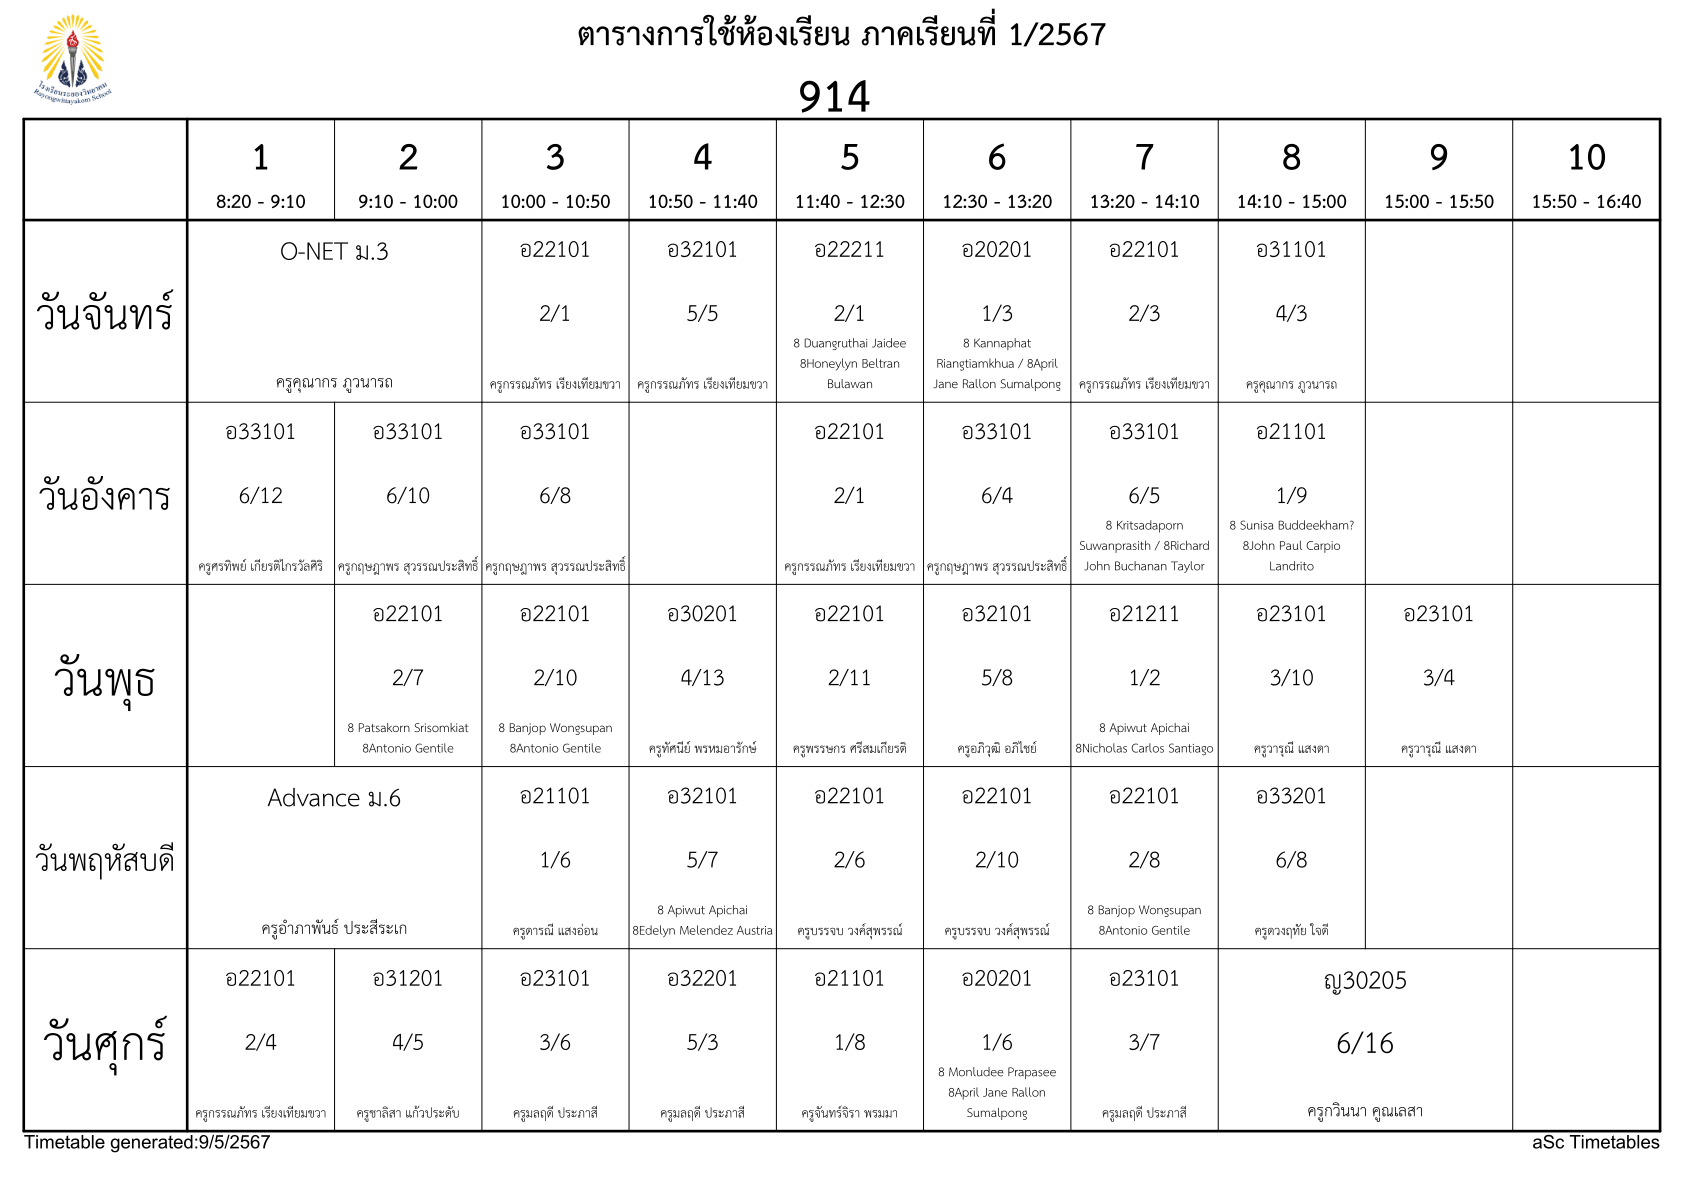 ตารางการใช้ห้องเรียน ภาคเรียนที่ 1/2567
โรงเรียนระยองวิทยาคม
Rayongwittayakom School
914
1 2 3 4 5 6 7 8 9 10
8:20 - 9:10 9:10 - 10:00 10:00 - 10:50 10:50 - 11:40 11:40 - 12:30 12:30 - 13:20 13:20 - 14:10 14:10 - 15:00 15:00 - 15:50 15:50 - 16:40
วันจันทร์
O-NET ม.3
ครูคุณากร ภูวนารถ
อ22101
2/1
ครูกรรณภัทร เรียงเทียมขวา
อ32101
5/5
ครูกรรณภัทร เรียงเทียมขวา
อ22211
2/1
8 Duangruthai Jaidee
8Honeylyn Beltran
Bulawan
อ20201
1/3
8 Kannaphat
Riangtiamkhua / 8April
Jane Rallon Sumalpong
อ22101
2/3
ครูกรรณภัทร เรียงเทียมขวา
อ31101
4/3
ครูคุณากร ภูวนารถ
วันอังคาร
อ33101
6/12
ครูศรทิพย์ เกียรติไกรวัลศิริ
อ33101
6/10
ครูกฤษฎาพร สุวรรณประสิทธิ์
อ33101
6/8
ครูกฤษฎาพร สุวรรณประสิทธิ์
อ22101
2/1
ครูกรรณภัทร เรียงเทียมขวา
อ33101
6/4
ครูกฤษฎาพร สุวรรณประสิทธิ์
อ33101
6/5
8 Kritsadaporn
Suwanprasith / 8Richard
John Buchanan Taylor
อ21101
1/9
8 Sunisa Buddeekham?
8John Paul Carpio
Landrito
วันพุธ
อ22101
2/7
8 Patsakorn Srisomkiat
8Antonio Gentile
อ22101
2/10
8 Banjop Wongsupan
8Antonio Gentile
อ30201
4/13
ครูทัศนีย์ พรหมอารักษ์
อ22101
2/11
ครูพรรษกร ศรีสมเกียรติ
อ32101
5/8
ครูอภิวุฒิ อภิไชย์
อ21211
1/2
8 Apiwut Apichai
8Nicholas Carlos Santiago
อ23101
3/10
ครูวารุณี แสงดา
อ23101
3/4
ครูวารุณี แสงดา
วันพฤหัสบดี
Advance ม.6
ครูอำภาพันธ์ ประสีระเก
อ21101
1/6
ครูดารณี แสงอ่อน
อ32101
5/7
8 Apiwut Apichai
8Edelyn Melendez Austria
อ22101
2/6
ครูบรรจบ วงค์สุพรรณ์
อ22101
2/10
ครูบรรจบ วงค์สุพรรณ์
อ22101
2/8
8 Banjop Wongsupan
8Antonio Gentile
อ33201
6/8
ครูดวงฤทัย ใจดี
วันศุกร์
อ22101
2/4
ครูกรรณภัทร เรียงเทียมขวา
อ31201
4/5
ครูชาลิสา แก้วประดับ
อ23101
3/6
ครูมลฤดี ประภาสี
อ32201
5/3
ครูมลฤดี ประภาสี
อ21101
1/8
ครูจันทร์จิรา พรมมา
อ20201
1/6
8 Monludee Prapasee
8April Jane Rallon
Sumalpong
อ23101
3/7
ครูมลฤดี ประภาสี
ญ30205
6/16
ครูกวินนา คูณเลสา
Timetable generated:9/5/2567
aSc Timetables